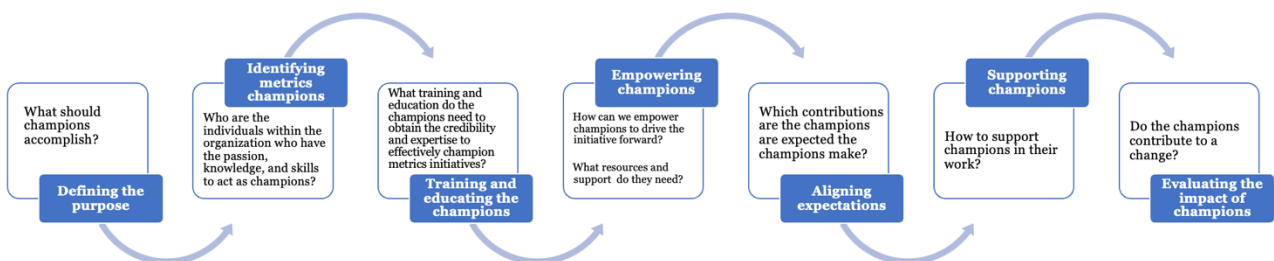 What should
champions
accomplish?
Defining the
purpose
Identifying
metrics
champions
Who are the
individuals within the
organization who have
the passion,
knowledge, and skills
to act as champions?
What training and
education do the
champions need to
obtain the credibility
and expertise to
effectively champion
metrics initiatives?
Training and
educating the
champions
Empowering
champions
How can we empower
champions to drive the
initiative forward?
What resources and
support do they need?
Which contributions
are the champions
are expected the
champions make?
Aligning
expectations
Supporting
champions
How to support
champions in their
work?
Do the champions
contribute to a
change?
Evaluating the
impact of
champions